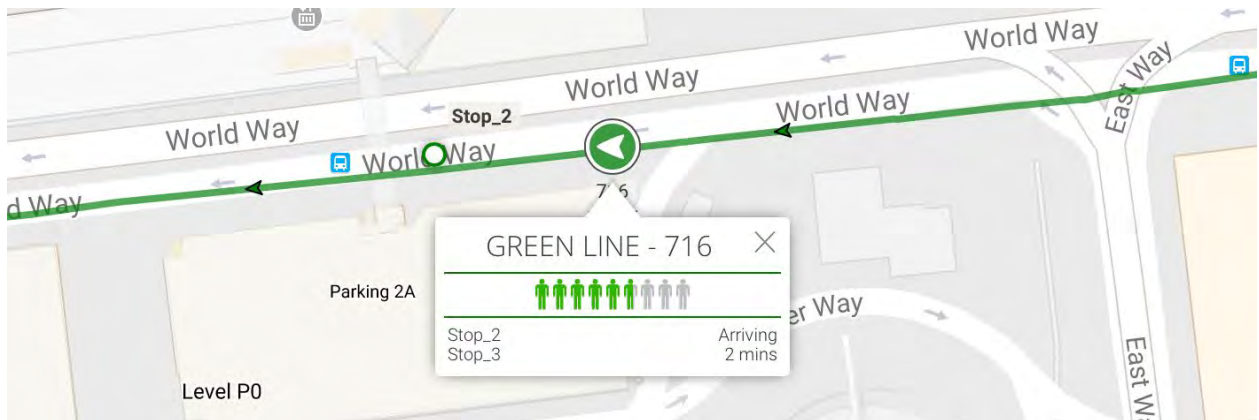 World Way
East Way
World Way
World Way
Stop_2
World Way
World Way
716
d Way
GREEN LINE - 716
Parking 2A
Stop_2 Arriving
Stop_3 2 mins
er Way
East W
Level P0